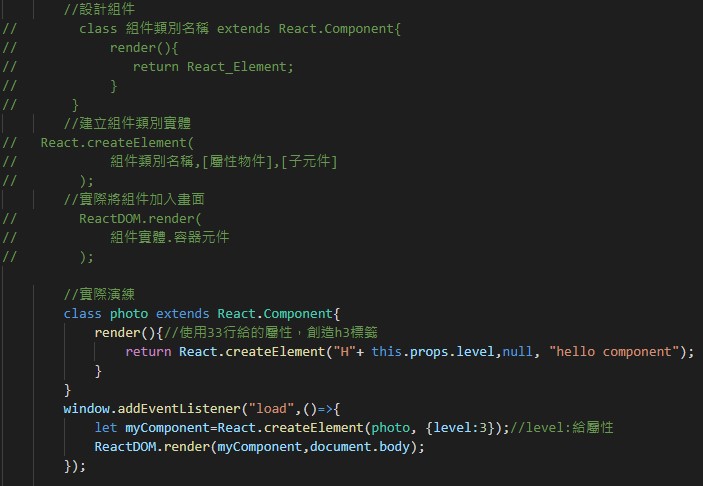 //設計組件
// class 組件類別名稱 extends React.Component{
// render(){
// return React_Element;
// }
// }
//建立組件類別實體
// React.createElement(
// 組件類別名稱,[屬性物件],[子元件]
// );
//實際將組件加入畫面
// ReactDOM.render(
// 組件實體.容器元件
// );
//實際演練
class photo extends React.Component{
render(){//使用33行給的屬性，創造h3標籤
return React.createElement("H"+ this.props.level,null, "hello component");
}
}
window.addEventListener("load",()=>{
let myComponent=React.createElement(photo, {level:3});//level:給屬性
ReactDOM.render(myComponent,document.body);
});